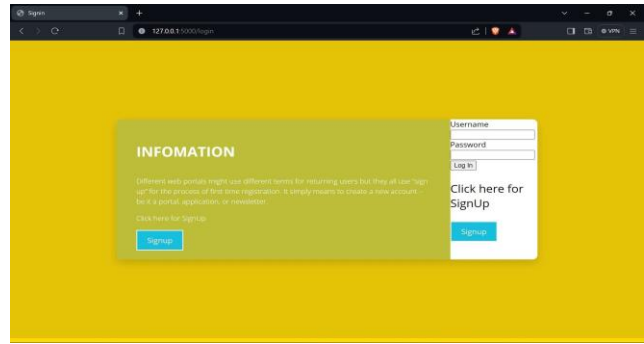 Signin
127.0.0.1:5000/login
VPN
INFOMATION
Different web portals might use different terms for returning users but they all use "sign
up" for the process of first time registration. It simply means to create a new account -
be it a portal, application, or newsletter.
Click here for Signup
Signup
Username
Password
Log In
Click here for
SignUp
Signup